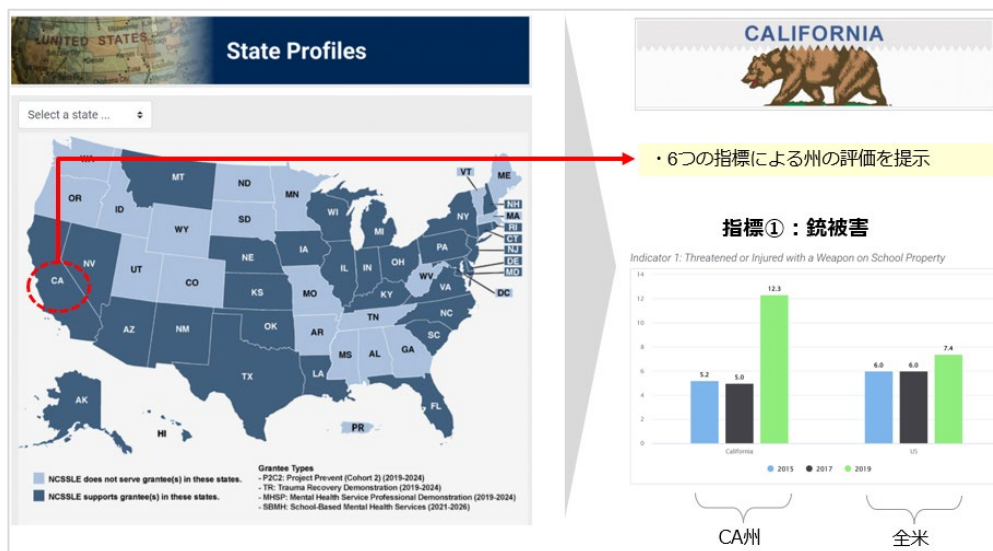 UNITED STATES
State Profiles
Select a state ...
WA
OR
ID
MT
WY
ND
SD
MN
NE
IA
WI
MI
IL
IN
OH
KY
WV
VA
PA
NY
VT
ME
NH
MA
RI
CT
NJ
DE
MD
DC
NV
CA
UT
CO
KS
MO
AZ
NM
OK
AR
TN
NC
SC
MS
AL
GA
TX
LA
FL
AK
HI
PR
NCSSLE does not serve grantee(s) in these states.
NCSSLE supports grantee(s) in these states.
Grantee Types
- P2C2: Project Prevent (Cohort 2) (2019-2024)
- TR: Trauma Recovery Demonstration (2019-2024)
- MHSP: Mental Health Service Professional Demonstration (2019-2024)
- SBMH: School-Based Mental Health Services (2021-2026)
CALIFORNIA
・6つの指標による州の評価を提示
指標①：銃被害
Indicator 1: Threatened or Injured with a Weapon on School Property
14
12
10
8
6
4
2
0
5.2
5.0
12.3
6.0
6.0
7.4
California
US
2015
2017
2019
CA州
全米